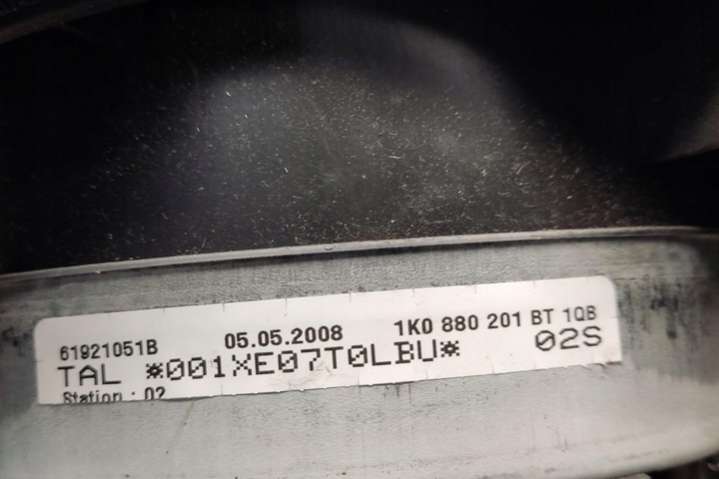 61921051B 05.05.2008 1K0 880 201 BT 1QB
TAL *001XE07T0LBU* 02S
Station : 02